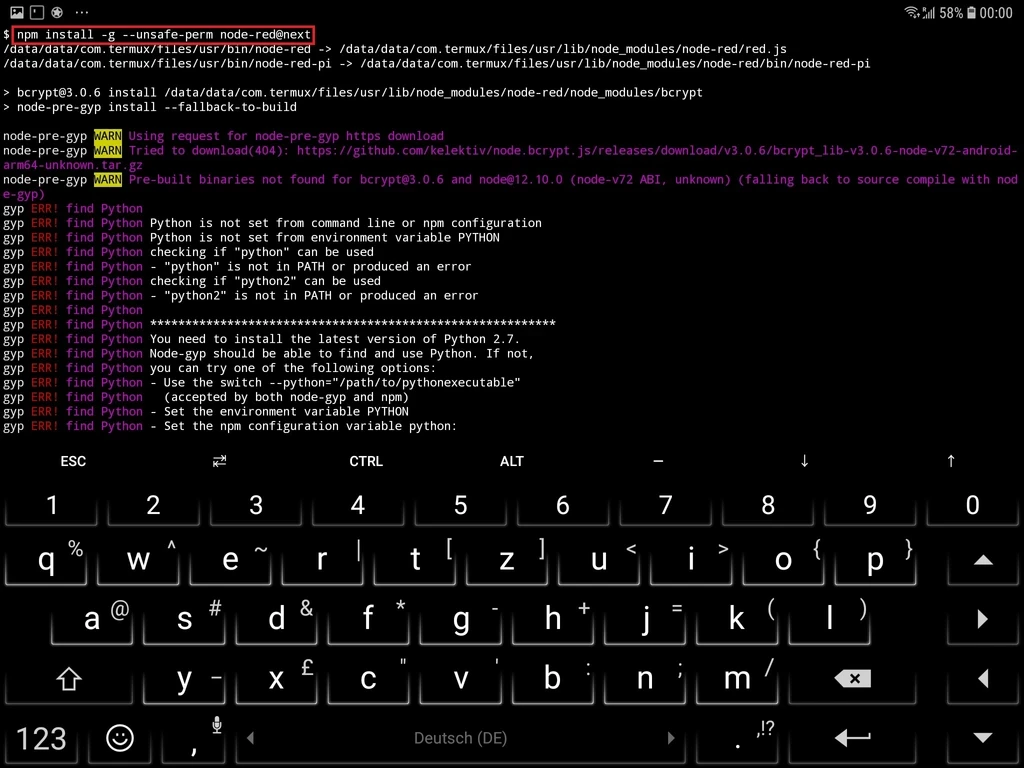 58% 00:00
$ npm install -g --unsafe-perm node-red@next
/data/data/com.termux/files/usr/bin/node-red -> /data/data/com.termux/files/usr/lib/node_modules/node-red/red.js
/data/data/com.termux/files/usr/bin/node-red-pi -> /data/data/com.termux/files/usr/lib/node_modules/node-red/bin/node-red-pi
> bcrypt@3.0.6 install /data/data/com.termux/files/usr/lib/node_modules/node-red/node_modules/bcrypt
> node-pre-gyp install --fallback-to-build
node-pre-gyp WARN Using request for node-pre-gyp https download
node-pre-gyp WARN Tried to download(404): https://github.com/kelektiv/node.bcrypt.js/releases/download/v3.0.6/bcrypt_lib-v3.0.6-node-v72-android-
arm64-unknown.tar.gz
node-pre-gyp WARN Pre-built binaries not found for bcrypt@3.0.6 and node@12.10.0 (node-v72 ABI, unknown) (falling back to source compile with nod
e-gyp)
gyp ERR! find Python
gyp ERR! find Python Python is not set from command line or npm configuration
gyp ERR! find Python Python is not set from environment variable PYTHON
gyp ERR! find Python checking if "python" can be used
gyp ERR! find Python - "python" is not in PATH or produced an error
gyp ERR! find Python checking if "python2" can be used
gyp ERR! find Python - "python2" is not in PATH or produced an error
gyp ERR! find Python
gyp ERR! find Python **********************************************************
gyp ERR! find Python You need to install the latest version of Python 2.7.
gyp ERR! find Python Node-gyp should be able to find and use Python. If not,
gyp ERR! find Python you can try one of the following options:
gyp ERR! find Python - Use the switch --python="/path/to/pythonexecutable"
gyp ERR! find Python   (accepted by both node-gyp and npm)
gyp ERR! find Python - Set the environment variable PYTHON
gyp ERR! find Python - Set the npm configuration variable python:
ESC ⇄ CTRL ALT – ↓ ↑
1 2 3 4 5 6 7 8 9 0
q % w ^ e ~ r | t [ z ] u < i > o { p }
a @ s # d & f * g - h + j = k ( l )
y _ x £ c " v ' b : n ; m /
123 , Deutsch (DE) . ,!?